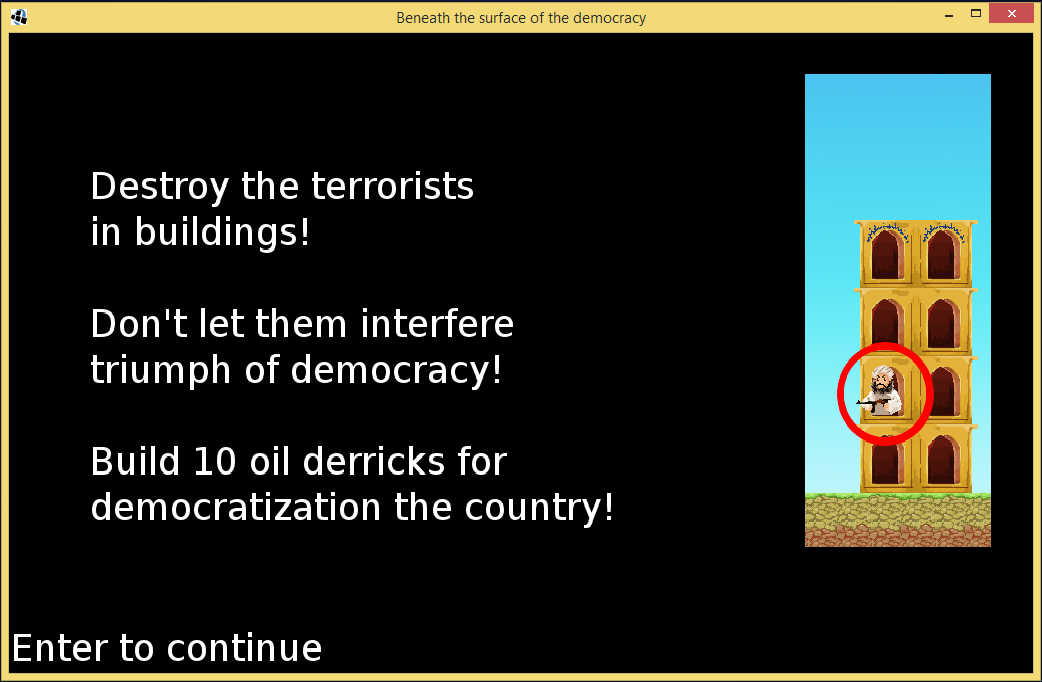 Beneath the surface of the democracy
Destroy the terrorists
in buildings!
Don't let them interfere
triumph of democracy!
Build 10 oil derricks for
democratization the country!
Enter to continue